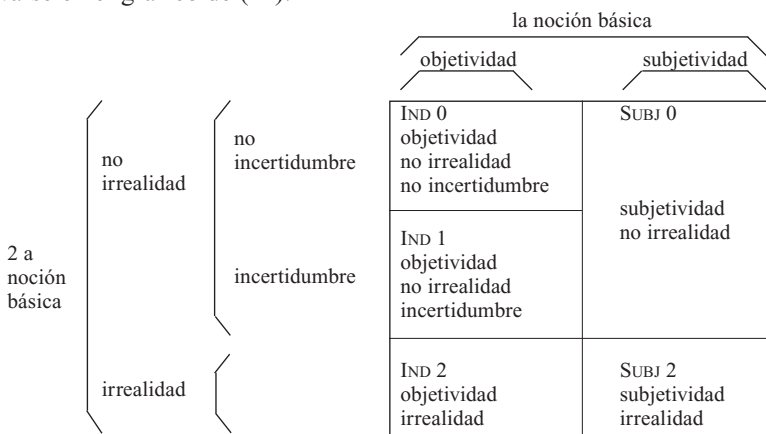 la noción básica
objetividad subjetividad
no irrealidad
no incertidumbre
IND 0
objetividad
no irrealidad
no incertidumbre
SUBJ 0
subjetividad
no irrealidad
2 a noción básica
incertidumbre
IND 1
objetividad
no irrealidad
incertidumbre
irrealidad
IND 2
objetividad
irrealidad
SUBJ 2
subjetividad
irrealidad